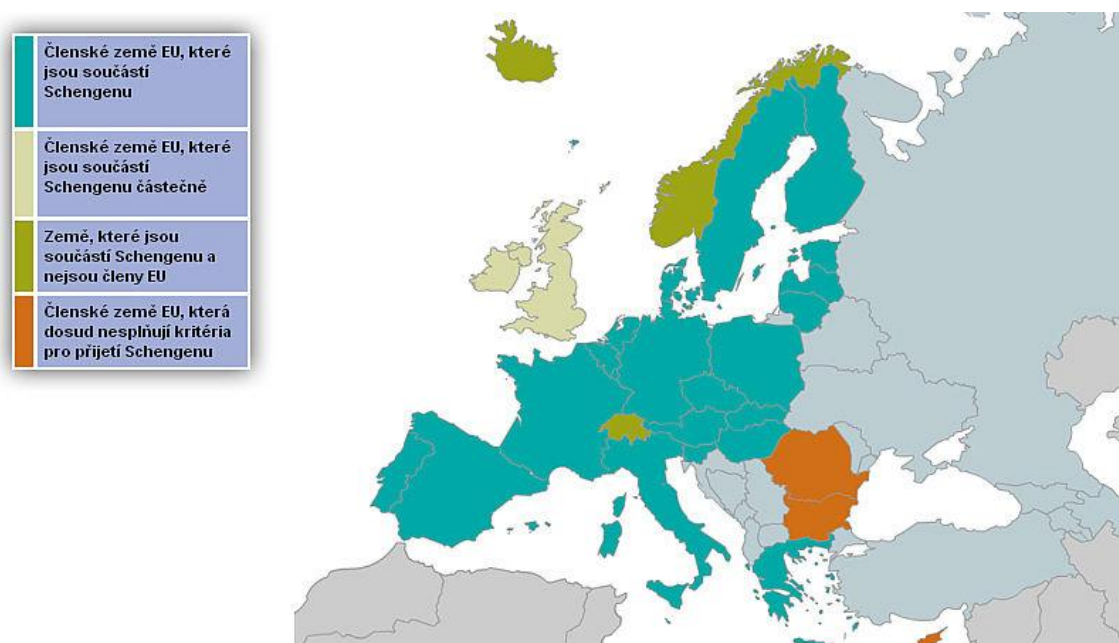 Členské země EU, které
jsou součástí
Schengenu
Členské země EU, které
jsou součástí
Schengenu částečně
Země, které jsou
součástí Schengenu a
nejsou členy EU
Členské země EU, která
dosud nesplňují kritéria
pro přijetí Schengenu